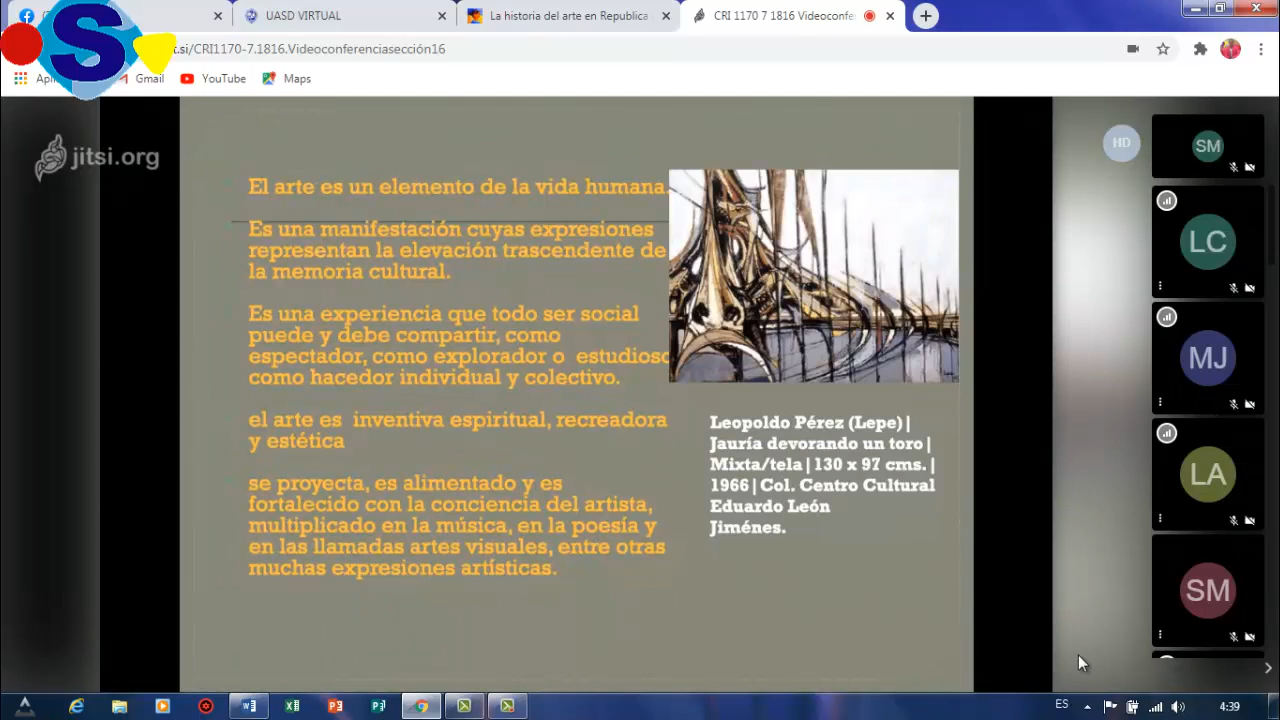 UASD VIRTUAL
La historia del arte en Republica
CRI 1170 7 1816 Videoconfe
S
t.si/CRI1170-7.1816.Videoconferenciasección16
Gmail
YouTube
Maps
jitsi.org
HD
SM
El arte es un elemento de la vida humana.
Es una manifestación cuyas expresiones
representan la elevación trascendente de
la memoria cultural.
Es una experiencia que todo ser social
puede y debe compartir, como
espectador, como explorador o estudioso
como hacedor individual y colectivo.
el arte es inventiva espiritual, recreadora
y estética
se proyecta, es alimentado y es
fortalecido con la conciencia del artista,
multiplicado en la música, en la poesía y
en las llamadas artes visuales, entre otras
muchas expresiones artísticas.
Leopoldo Pérez (Lepe)|
Jauría devorando un toro|
Mixta/tela|130 x 97 cms.|
1966|Col. Centro Cultural
Eduardo León
Jiménes.
LC
MJ
LA
SM
ES
4:39